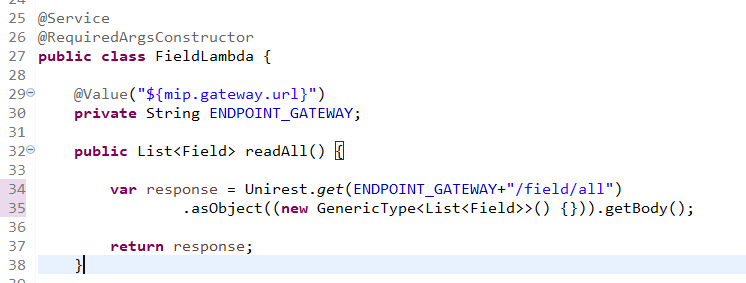 25 @Service
26 @RequiredArgsConstructor
27 public class FieldLambda {
28
29 @Value("${mip.gateway.url}")
30 private String ENDPOINT_GATEWAY;
31
32 public List<Field> readAll() {
33
34 var response = Unirest.get(ENDPOINT_GATEWAY+"/field/all")
35 .asObject((new GenericType<List<Field>>() {})).getBody();
36
37 return response;
38 }